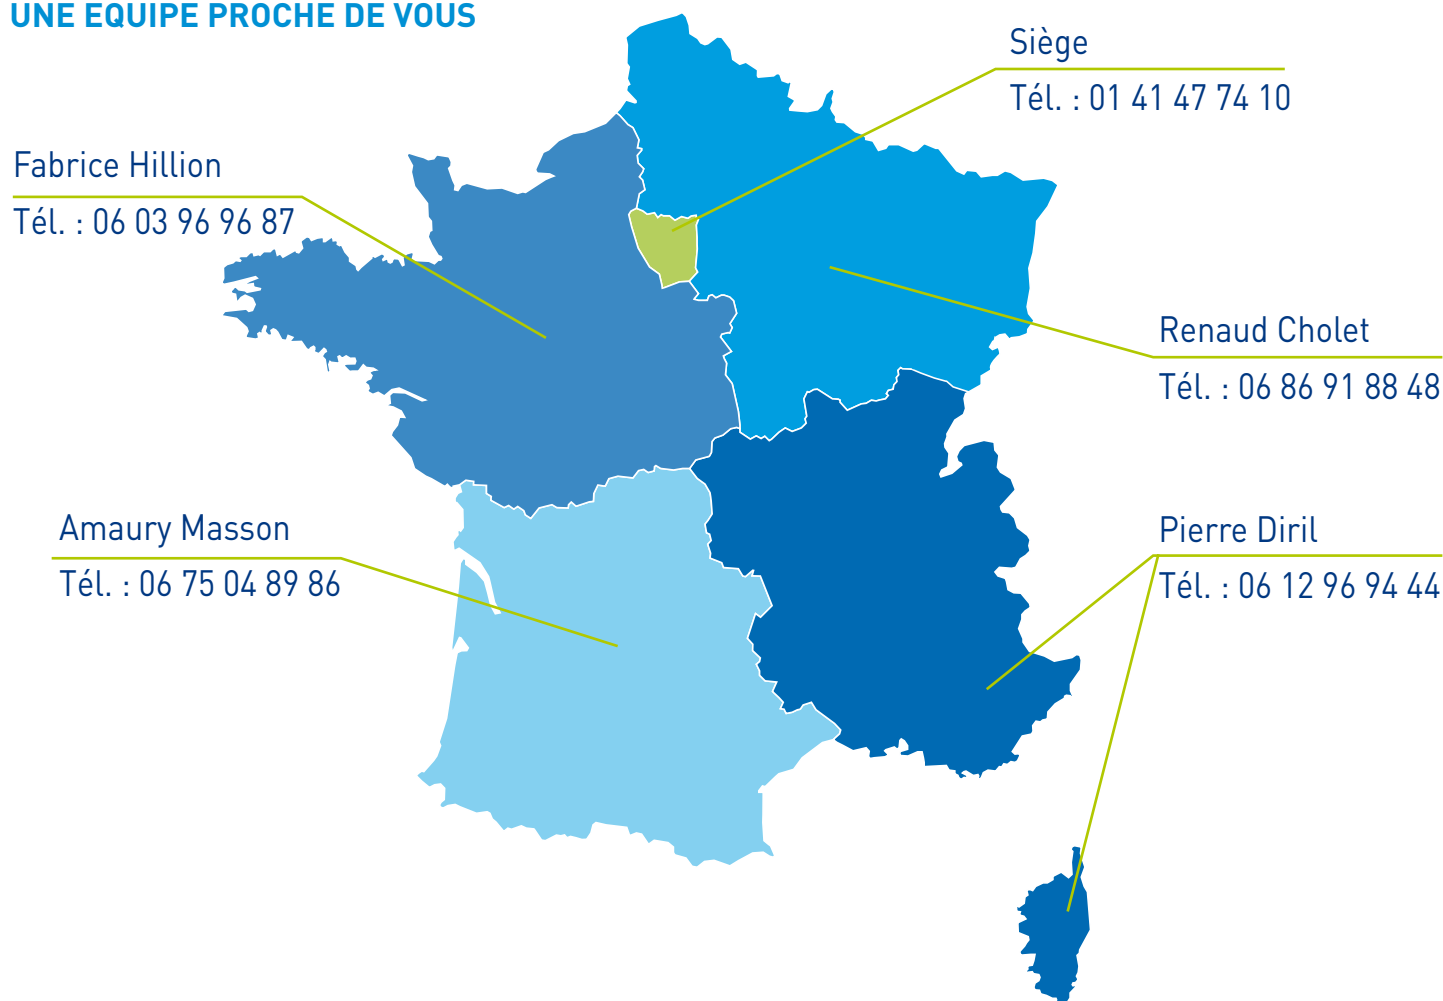 UNE EQUIPE PROCHE DE VOUS
Siège
Tél. : 01 41 47 74 10
Fabrice Hillion
Tél. : 06 03 96 96 87
Renaud Cholet
Tél. : 06 86 91 88 48
Amaury Masson
Tél. : 06 75 04 89 86
Pierre Diril
Tél. : 06 12 96 94 44